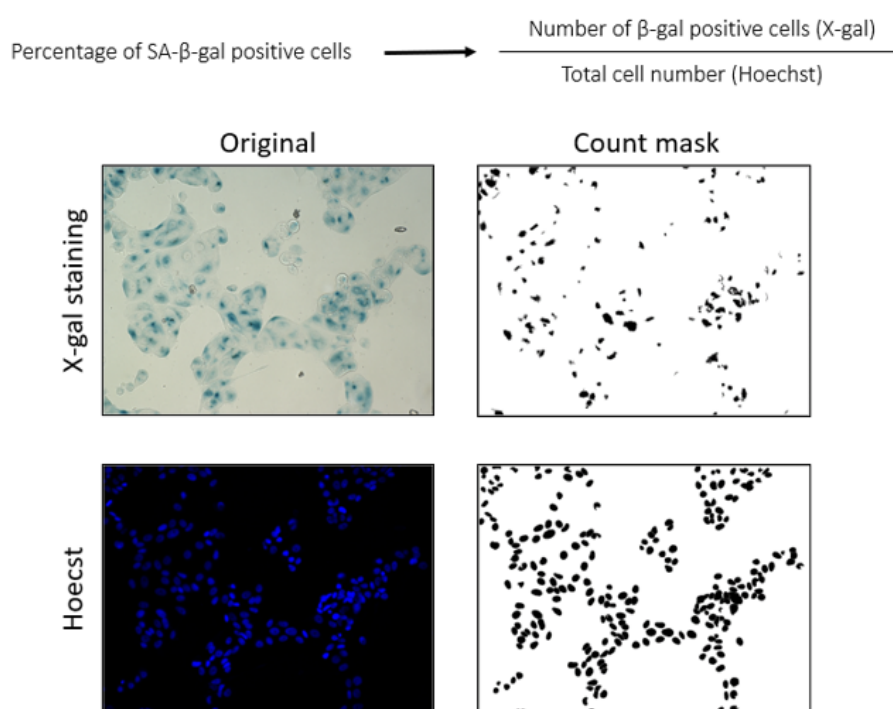 Percentage of SA-β-gal positive cells
Number of β-gal positive cells (X-gal)
Total cell number (Hoechst)
Original
Count mask
X-gal staining
Hoecst